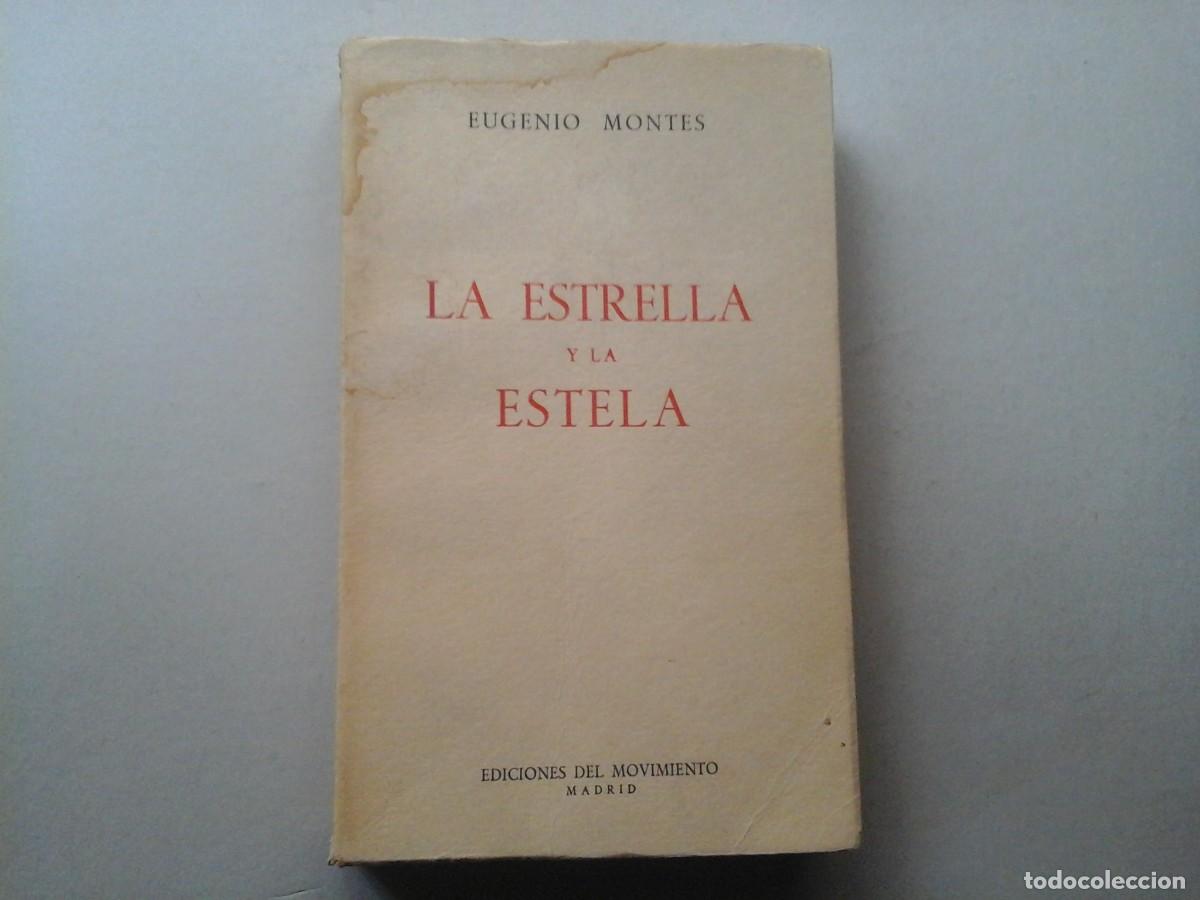 EUGENIO MONTES
LA ESTRELLA
Y LA
ESTELA
EDICIONES DEL MOVIMIENTO
MADRID
todocoleccion